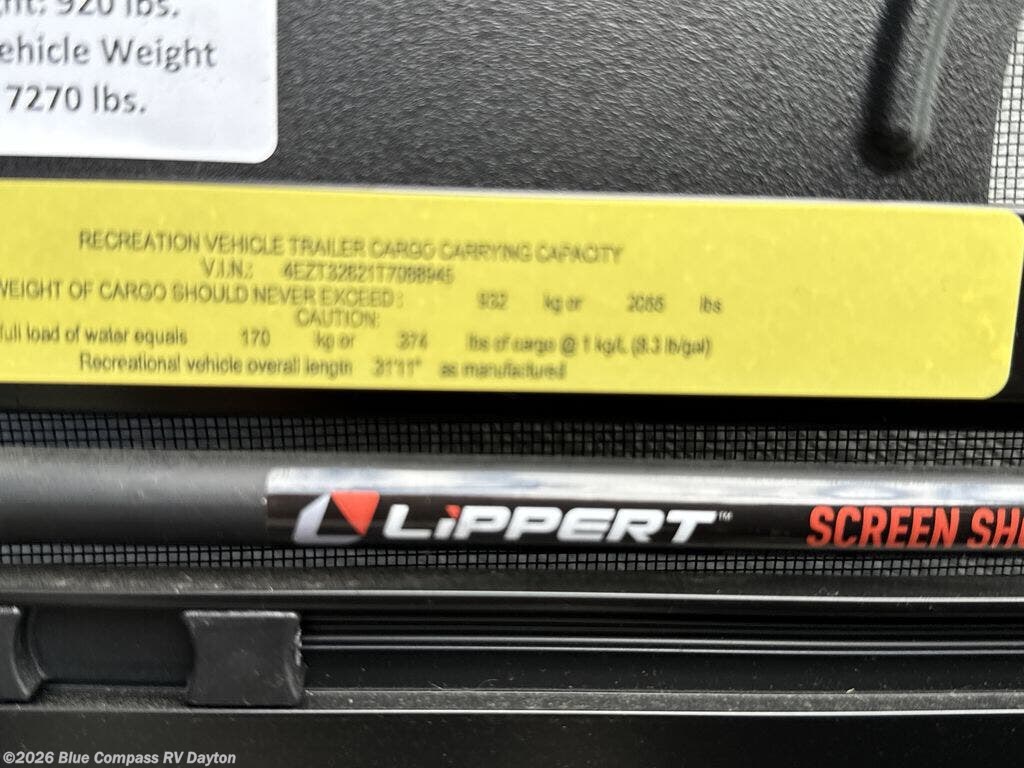 ght: 920 lbs.
ehicle Weight
7270 lbs.
RECREATION VEHICLE TRAILER CARGO CARRYING CAPACITY
V.I.N.:
WEIGHT OF CARGO SHOULD NEVER EXCEED: 932 kg or 2055 lbs
CAUTION:
full load of water equals 170 kg or 374 lbs of cargo @ 1 kg/L (8.3 lb/gal)
Recreational vehicle overall length 31'11" as manufactured
LiPPERT™ SCREEN SH
©2026 Blue Compass RV Dayton